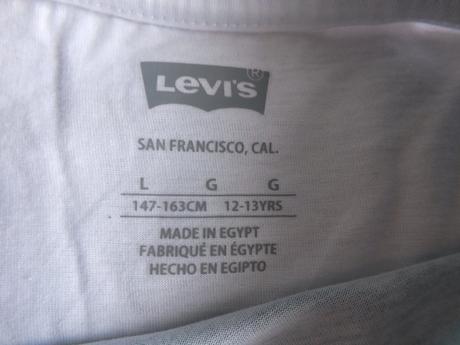 Levi's®
SAN FRANCISCO, CAL.
L G G
147-163CM 12-13YRS
MADE IN EGYPT
FABRIQUÉ EN ÉGYPTE
HECHO EN EGIPTO